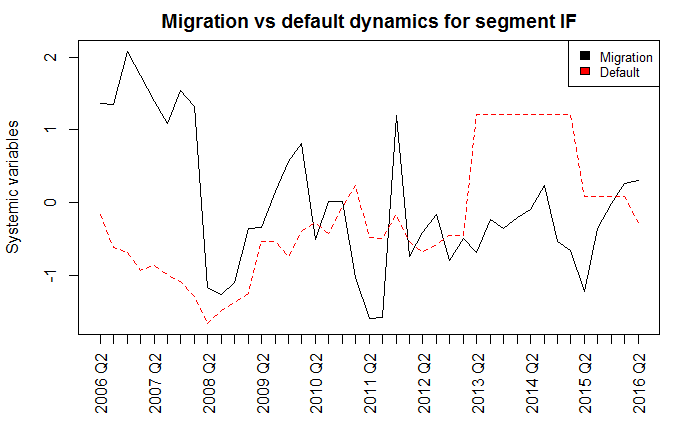 Migration vs default dynamics for segment IF
Migration
Default
Systemic variables
2
1
0
-1
2006 Q2
2007 Q2
2008 Q2
2009 Q2
2010 Q2
2011 Q2
2012 Q2
2013 Q2
2014 Q2
2015 Q2
2016 Q2